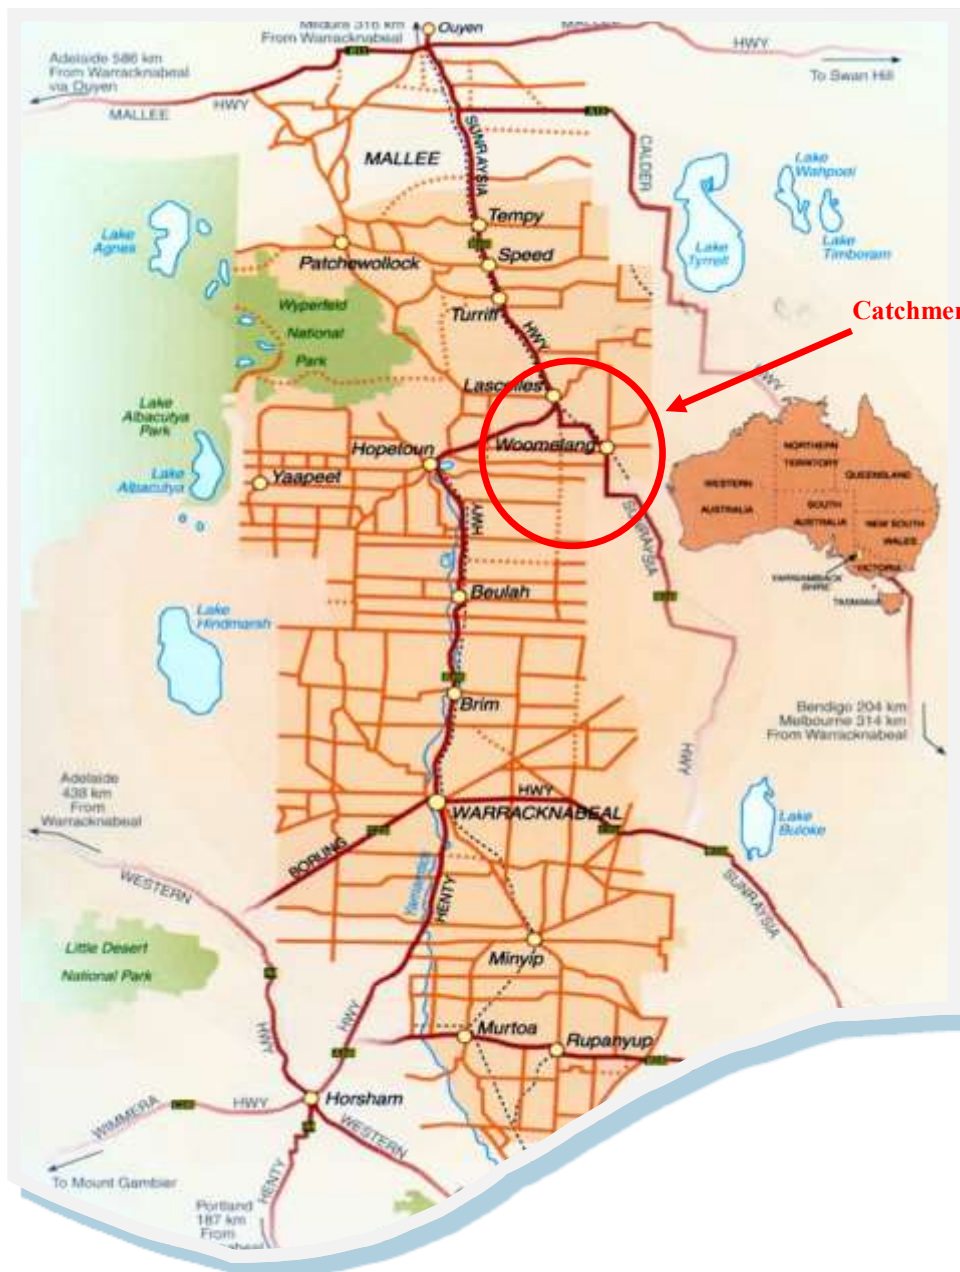 Mildura 316 km
From Warracknabeal
Ouyen
MALLEE
HWY
To Swan Hill
Adelaide 586 km
From Warracknabeal
via Ouyen
MALLEE
HWY
SUNRAYSIA
CALDER
MALLEE
Lake
Wahpool
Lake
Timboram
Lake
Tyrrell
Lake
Agnes
Tempy
Patchewollock
Speed
Turriff
HWY
Wyperfeld
National
Park
Catchmen
HWY
Lascelles
Woomelang
Lake
Albacutya
Park
Lake
Albacutya
Hopetoun
Yaapeet
HWY
SUNRAYSIA
NORTHERN
TERRITORY
QUEENSLAND
WESTERN
AUSTRALIA
SOUTH
AUSTRALIA
NEW SOUTH
WALES
VICTORIA
YARRIAMBIACK
SHIRE
TASMANIA
Beulah
Lake
Hindmarsh
Brim
Bendigo 204 km
Melbourne 314 km
From Warracknabeal
HWY
Adelaide
438 km
From
Warracknabeal
HWY
WARRACKNABEAL
BORUNG
Lake
Buloke
SUNRAYSIA
WESTERN
HENTY
Little Desert
National Park
Minyip
HWY
HWY
Murtoa
Rupanyup
Horsham
WIMMERA
HWY
WESTERN
HENTY
To Mount Gambier
Portland
187 km
From